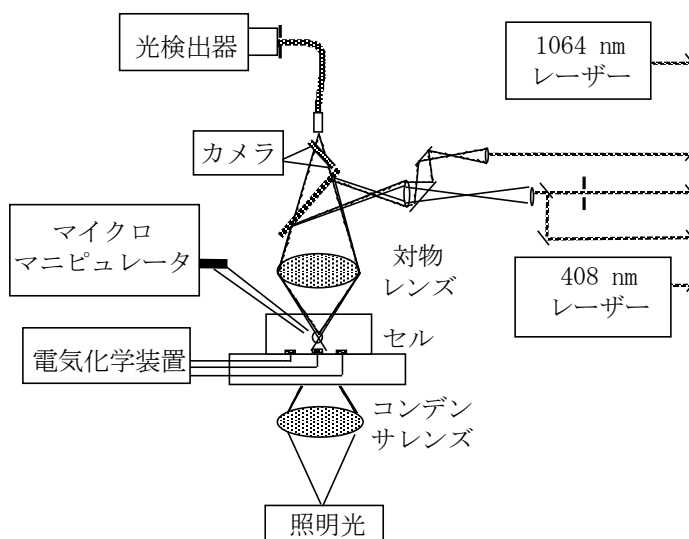 光検出器
1064 nm
レーザー
カメラ
マイクロ
マニピュレータ
対物
レンズ
408 nm
レーザー
セル
電気化学装置
コンデン
サレンズ
照明光